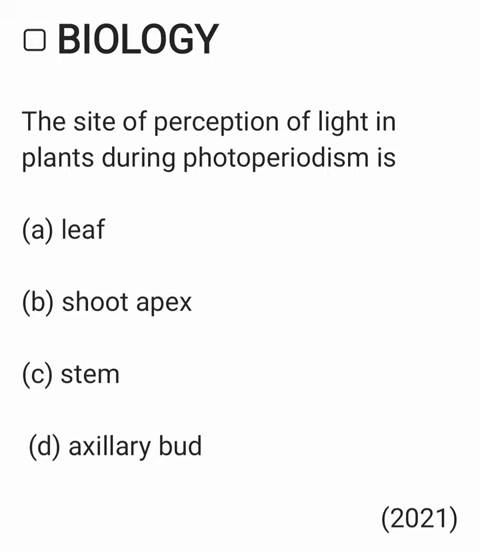 BIOLOGY
The site of perception of light in
plants during photoperiodism is
(a) leaf
(b) shoot apex
(c) stem
(d) axillary bud
(2021)